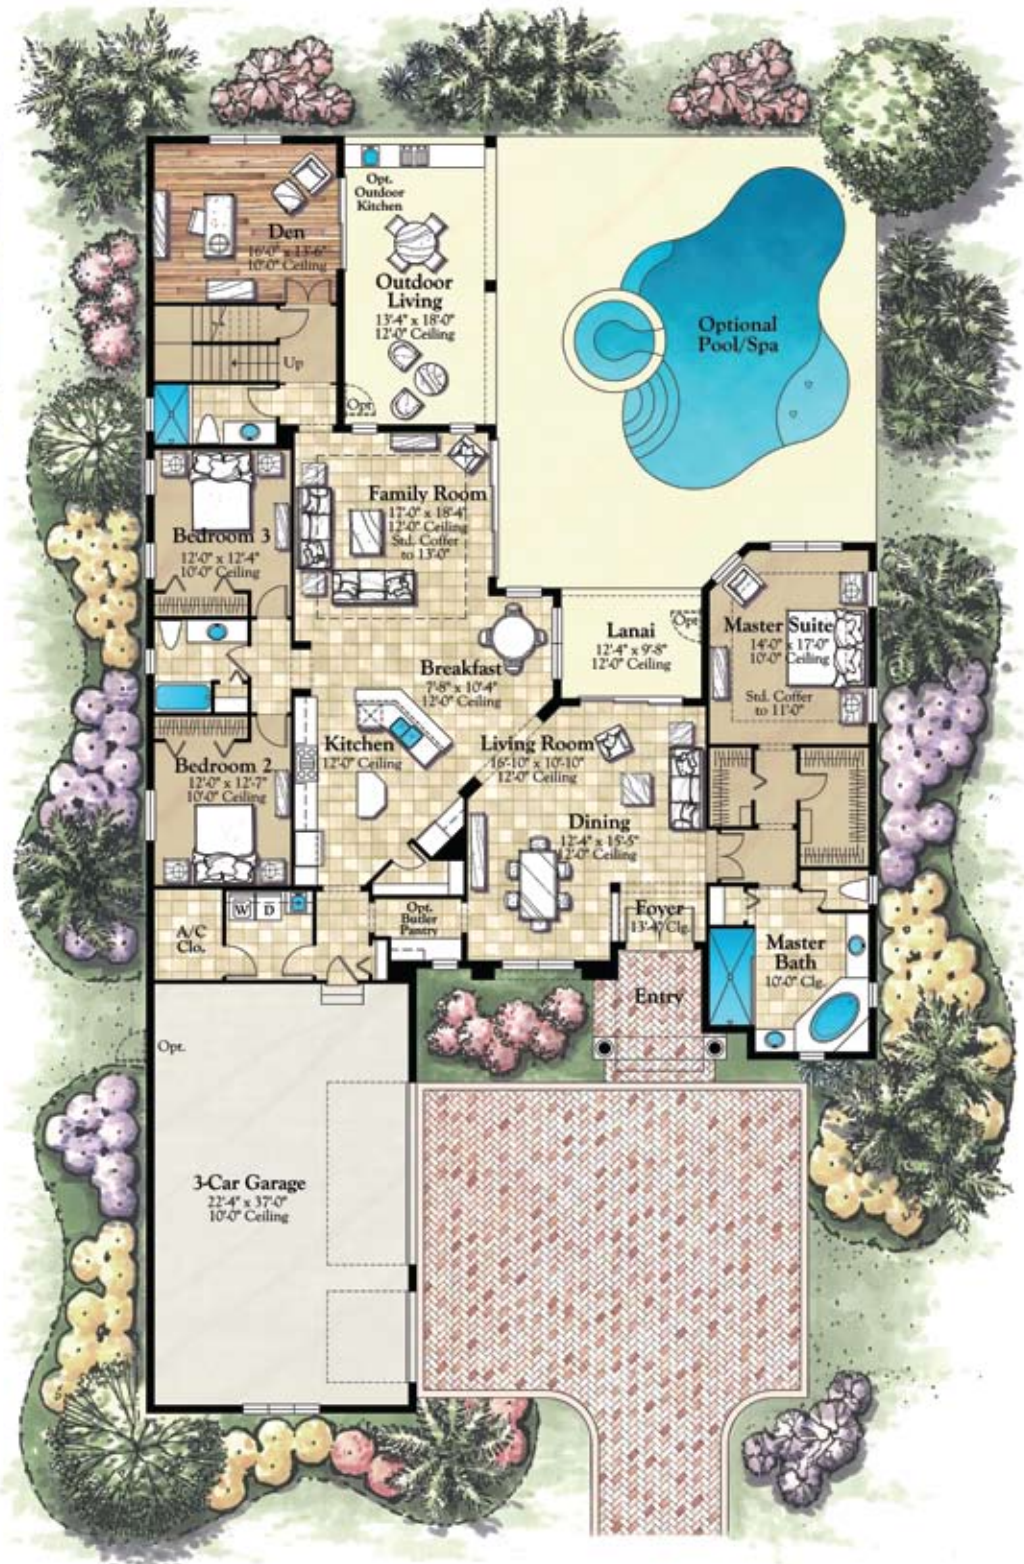 Opt.
Outdoor
Kitchen
Den
16'-0" x 13'-6"
10'-0" Ceiling
Outdoor
Living
13'-4" x 18'-0"
12'-0" Ceiling
Optional
Pool/Spa
Up
Opt.
Family Room
17'-0" x 18'-4"
12'-0" Ceiling
Std. Coffer
to 13'-0"
Bedroom 3
12'-0" x 12'-4"
10'-0" Ceiling
Lanai
12'-4" x 9'-8"
12'-0" Ceiling
Opt.
Master Suite
14'-0" x 17'-0"
10'-0" Ceiling
Std. Coffer
to 11'-0"
Breakfast
7'-8" x 10'-4"
12'-0" Ceiling
Kitchen
12'-0" Ceiling
Living Room
16'-10" x 10'-10"
12'-0" Ceiling
Bedroom 2
12'-0" x 12'-7"
10'-0" Ceiling
Dining
12'-4" x 15'-5"
12'-0" Ceiling
W D
A/C
Clo.
Opt.
Butler
Pantry
Foyer
13'-4" Clg.
Master
Bath
10'-0" Clg.
Entry
Opt.
3-Car Garage
22'-4" x 37'-0"
10'-0" Ceiling